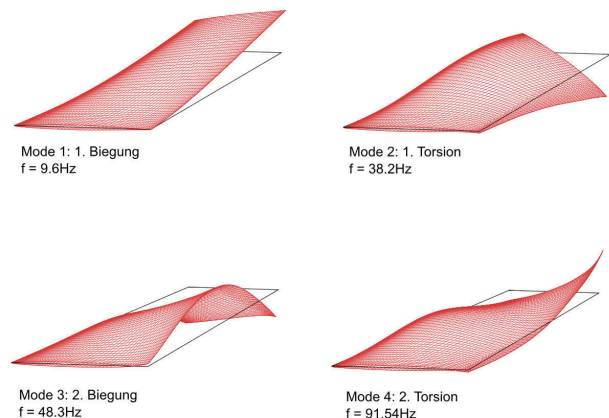 Mode 1: 1. Biegung
f = 9.6Hz
Mode 2: 1. Torsion
f = 38.2Hz
Mode 3: 2. Biegung
f = 48.3Hz
Mode 4: 2. Torsion
f = 91.54Hz